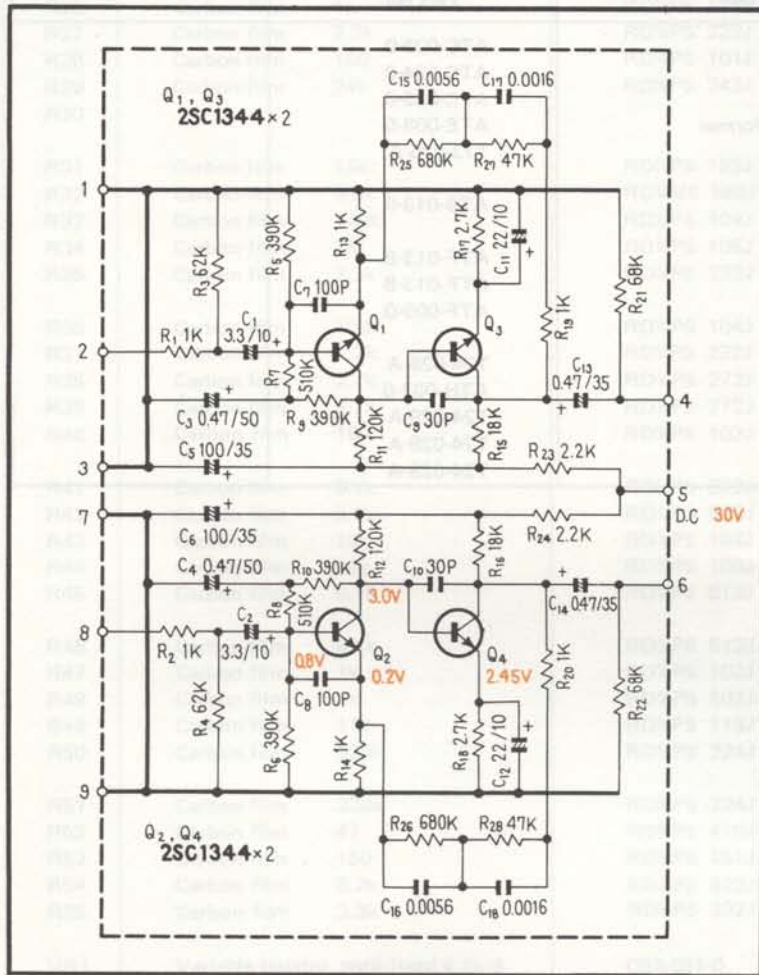 Q1, Q3
2SC1344×2
C15 0.0056
C17 0.0016
R25 680K
R27 47K
1
R3 62K
R5 390K
R13 1K
R17 2.7K
C11 22/10
+
R21 68K
C7 100P
Q1
Q3
R19 1K
2
R1 1K
C1
3.3/10
+
R7
510K
C13
0.47/35
+
4
C3 0.47/50
R9
390K
C9 30P
C5 100/35
+
R11 120K
R15 18K
R23 2.2K
3
5
7
D.C 30V
C6 100/35
+
R24 2.2K
C4 0.47/50
R10 390K
R12 120K
C10 30P
R16 18K
+
6
3.0V
C14 0.47/35
R8
510K
8
R2 1K
C2
3.3/10
+
0.8V
Q2
0.2V
Q4
2.45V
R20 1K
R22 68K
C8 100P
R4 62K
R6 390K
R14 1K
R18 2.7K
C12 22/10
+
9
Q2, Q4
2SC1344×2
R26 680K
R28 47K
C16 0.0056
C18 0.0016